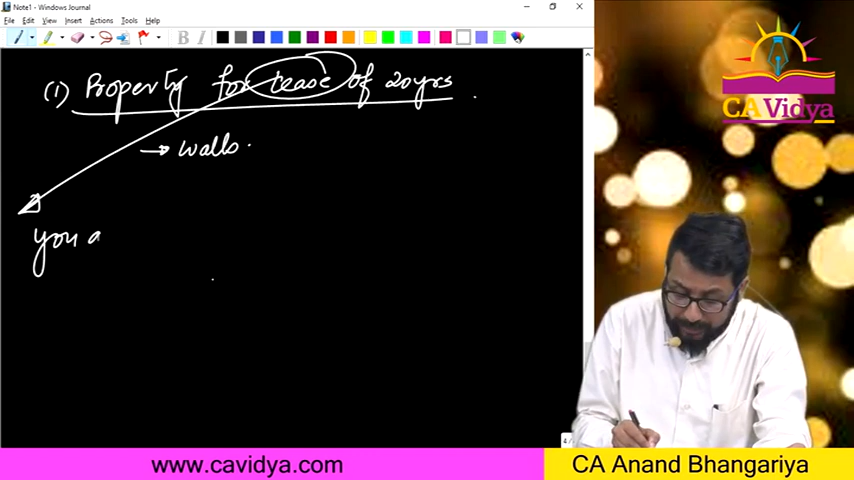 Note1 - Windows Journal
File Edit View Insert Actions Tools Help
B I
(1) Property for Lease of 20yrs
→ walls.
you a
4 /
CA Vidya
www.cavidya.com
CA Anand Bhangariya